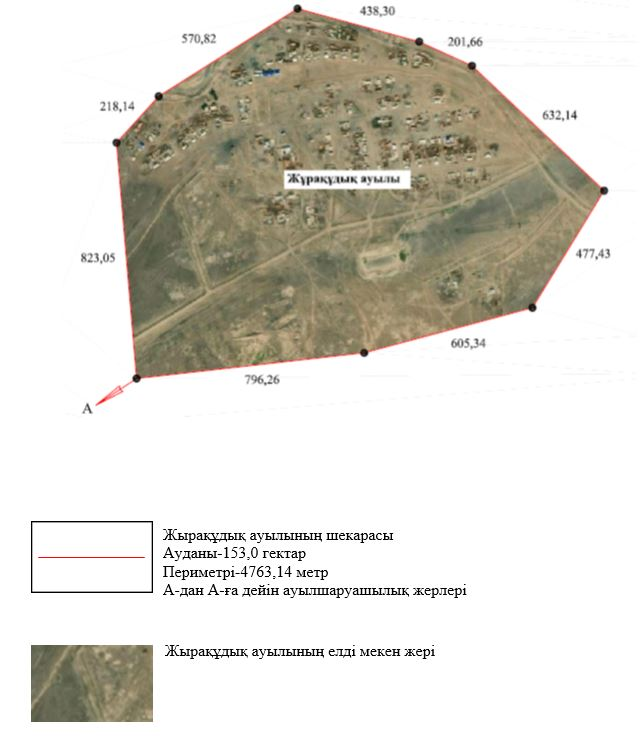 438,30
570,82
201,66
218,14
632,14
Жұрақұдық ауылы
823,05
477,43
605,34
796,26
А
Жырақұдық ауылының шекарасы
Ауданы-153,0 гектар
Периметрі-4763,14 метр
А-дан А-ға дейін ауылшаруашылық жерлері
Жырақұдық ауылының елді мекен жері